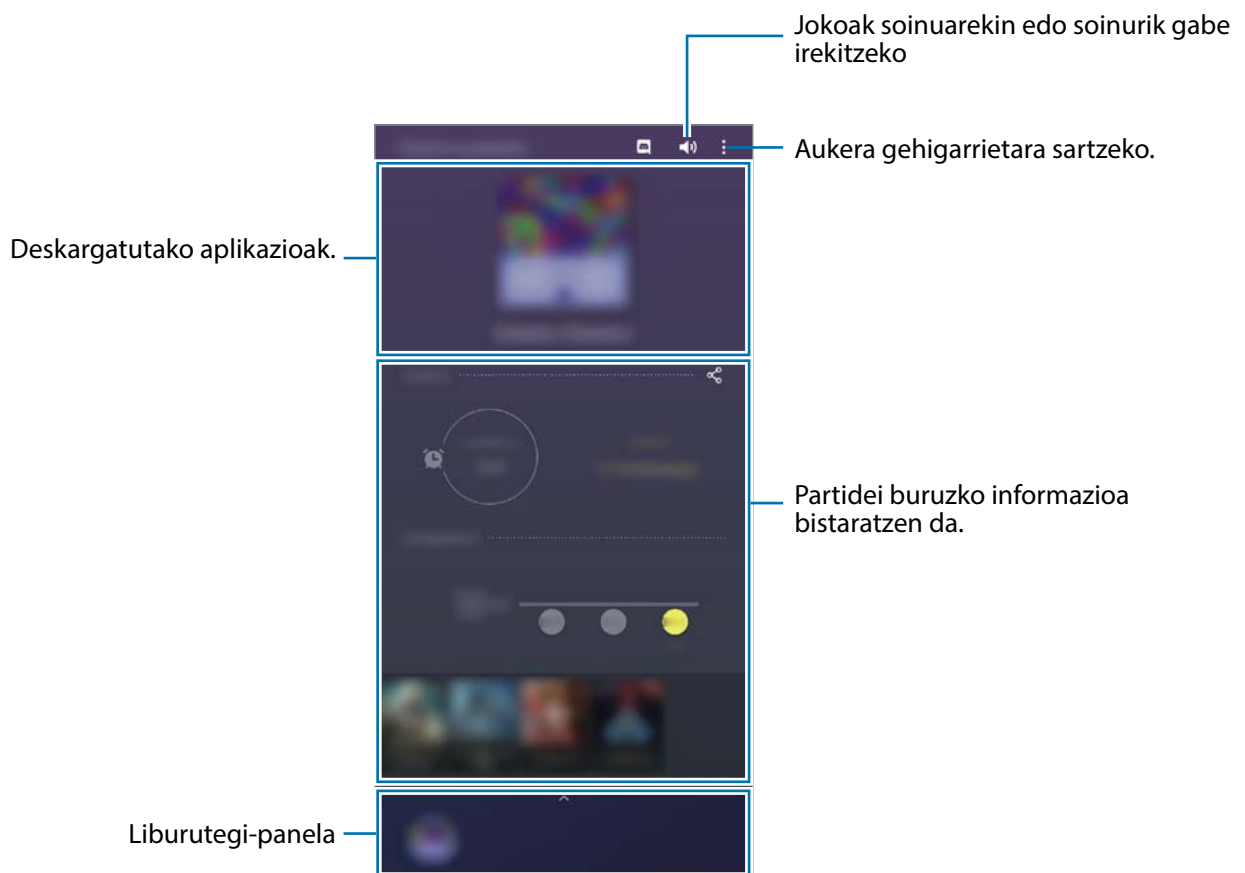 Jokoak soinuarekin edo soinurik gabe
irekitzeko
Aukera gehigarrietara sartzeko.
Deskargatutako aplikazioak.
Partidei buruzko informazioa
bistaratzen da.
Liburutegi-panela